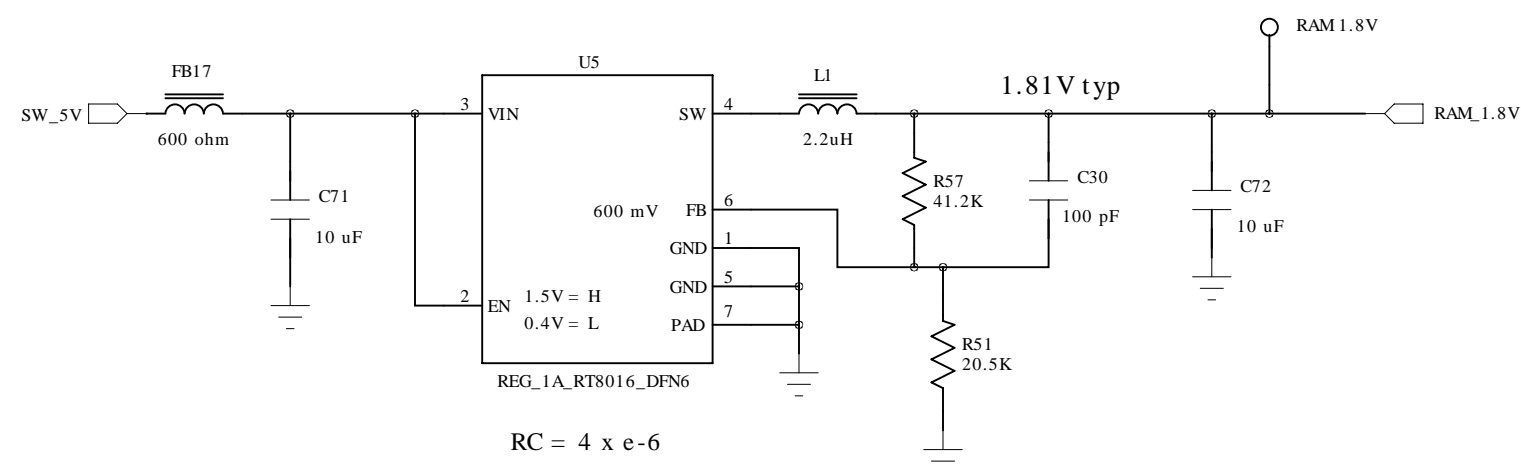 RAM1.8V
FB17
U5
L1
1.81V typ
SW_5V
3
VIN
SW
4
RAM_1.8V
600 ohm
2.2uH
C71
10 uF
R57
41.2K
C30
100 pF
C72
10 uF
600 mV
FB
6
GND
1
GND
5
PAD
7
2
EN
1.5V = H
0.4V = L
R51
20.5K
REG_1A_RT8016_DFN6
RC = 4 x e-6